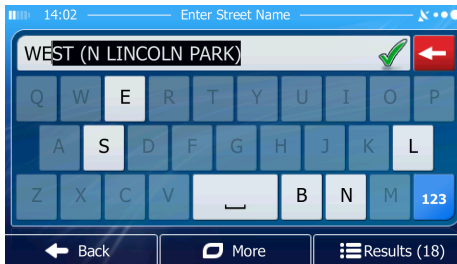 14:02 Enter Street Name
WEST (N LINCOLN PARK)
Q W E R T Y U I O P
A S D F G H J K L
Z X C V B N M 123
Back More Results (18)